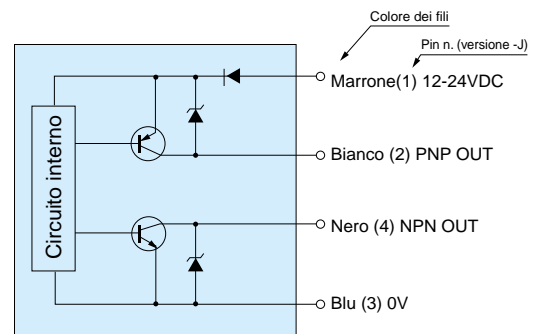 Colore dei fili
Pin n. (versione -J)
Marrone(1) 12-24VDC
Circuito interno
Bianco (2) PNP OUT
Nero (4) NPN OUT
Blu (3) 0V